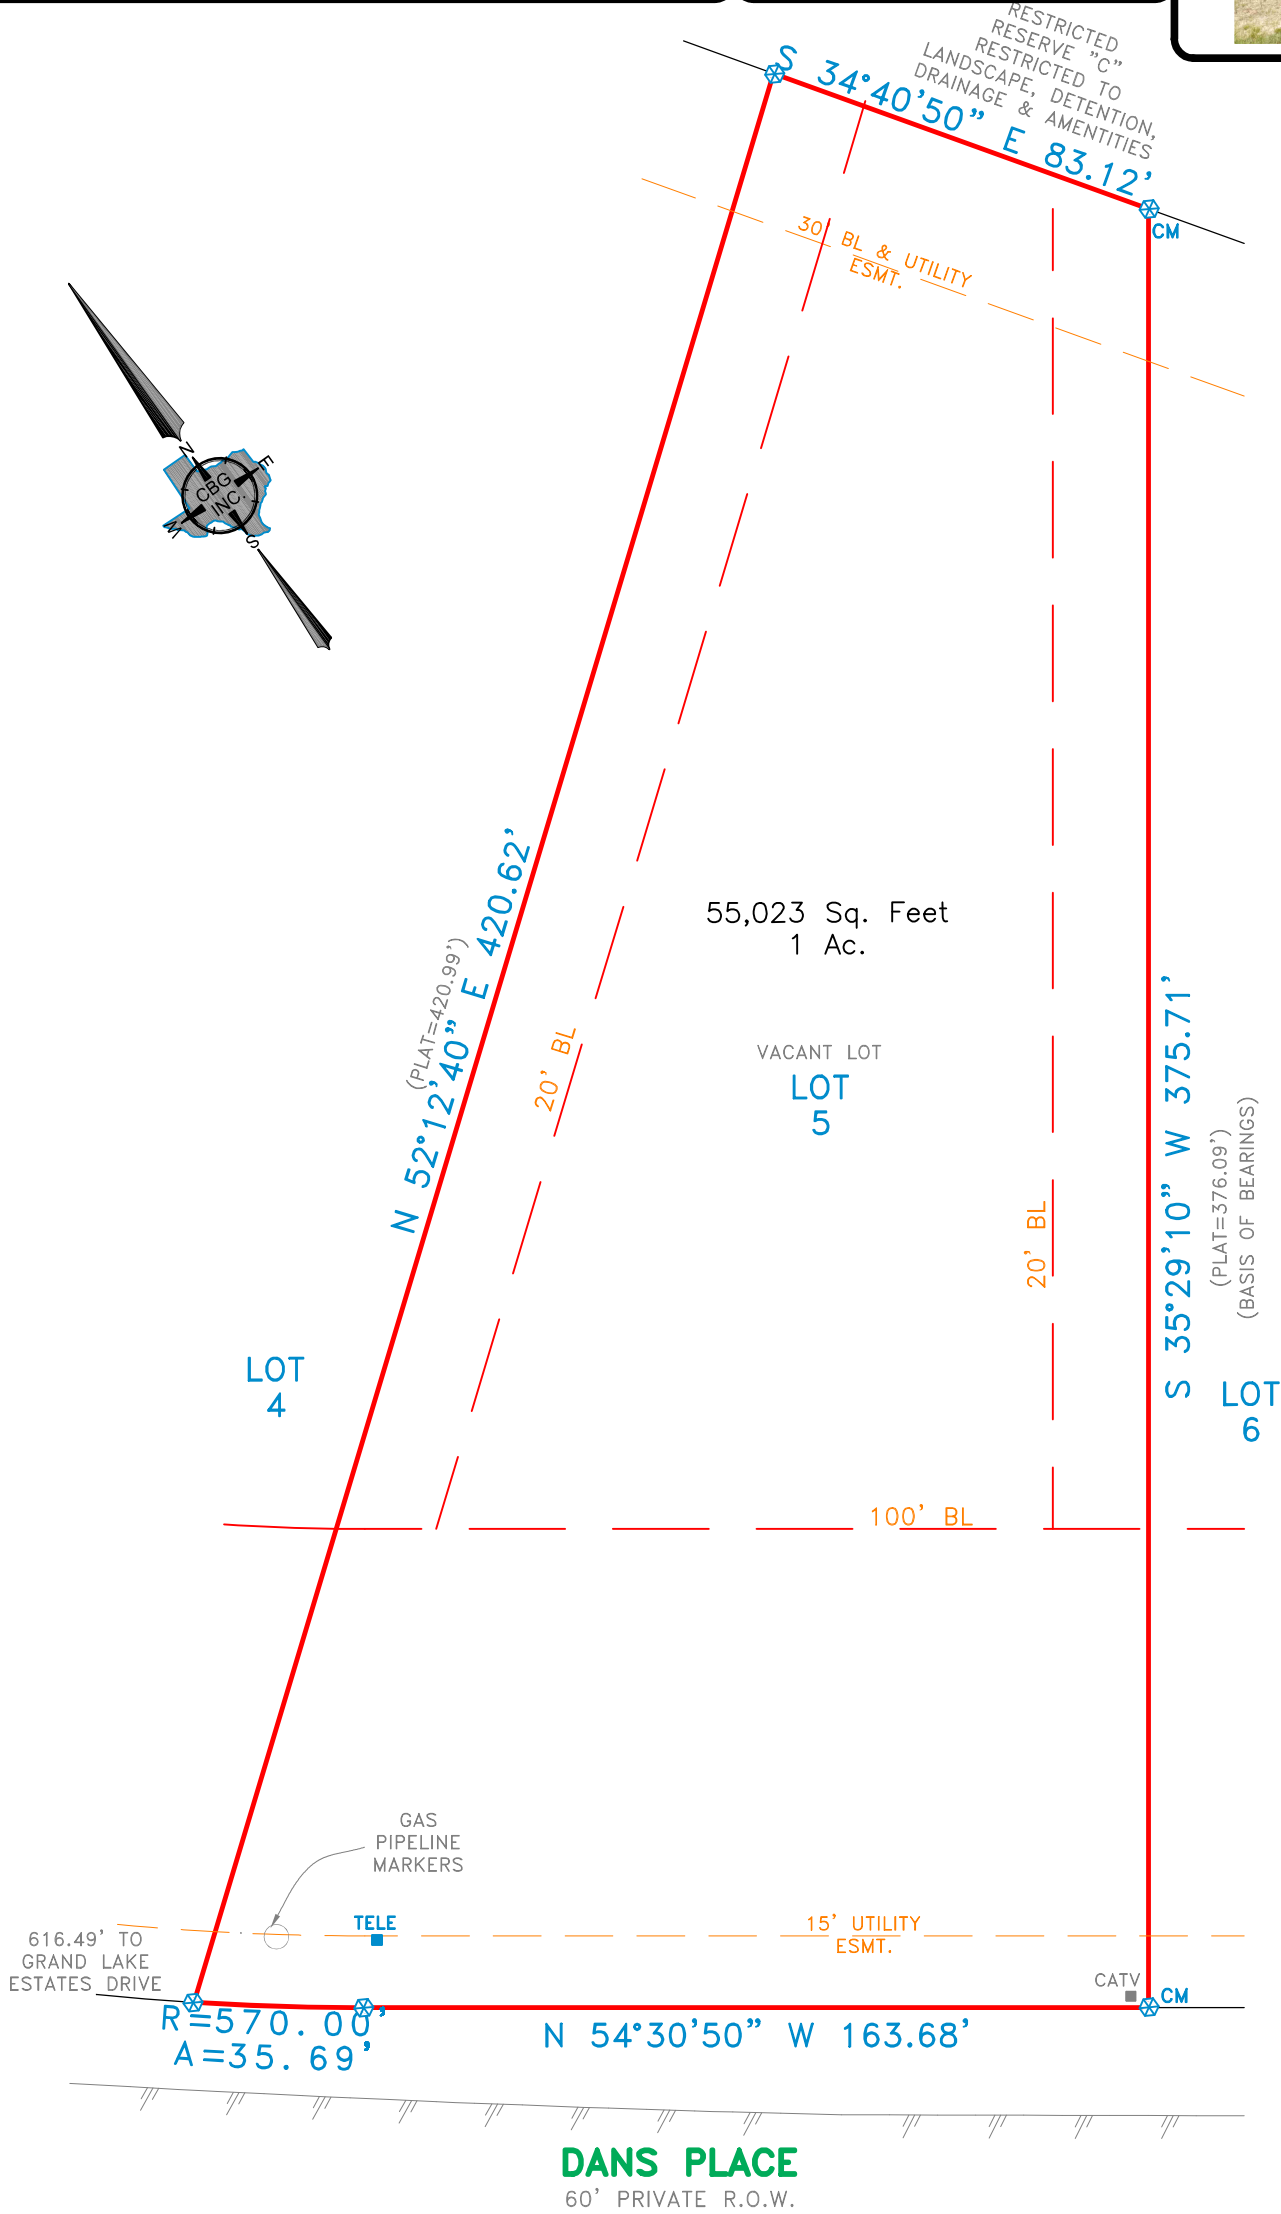 RESTRICTED
RESERVE "C"
RESTRICTED TO
LANDSCAPE, DETENTION,
DRAINAGE & AMENTITIES
S 34°40'50" E 83.12'
CM
30' BL & UTILITY
ESMT.
N
E
CBG
INC.
W
S
N 52°12'40" E 420.62'
(PLAT=420.99')
55,023 Sq. Feet
1 Ac.
20' BL
VACANT LOT
LOT
5
S 35°29'10" W 375.71'
(PLAT=376.09')
(BASIS OF BEARINGS)
20' BL
LOT
4
LOT
6
100' BL
GAS
PIPELINE
MARKERS
TELE
15' UTILITY
ESMT.
616.49' TO
GRAND LAKE
ESTATES DRIVE
CATV
CM
R=570.00'
A=35.69'
N 54°30'50" W 163.68'
DANS PLACE
60' PRIVATE R.O.W.